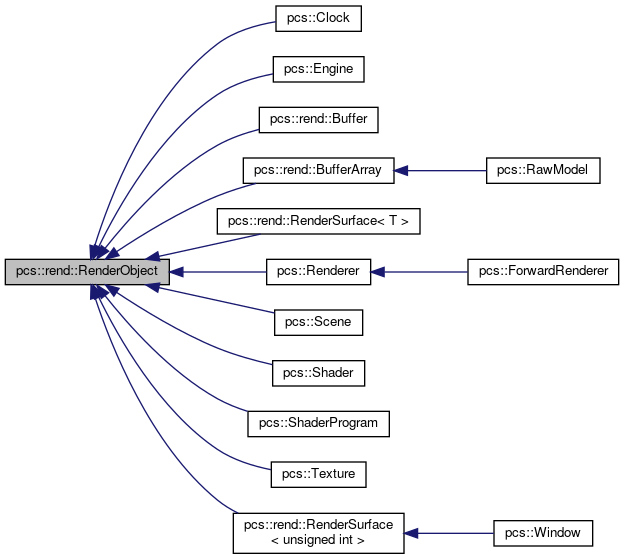 pcs::Clock
pcs::Engine
pcs::rend::Buffer
pcs::rend::BufferArray
pcs::RawModel
pcs::rend::RenderSurface< T >
pcs::rend::RenderObject
pcs::Renderer
pcs::ForwardRenderer
pcs::Scene
pcs::Shader
pcs::ShaderProgram
pcs::Texture
pcs::rend::RenderSurface
< unsigned int >
pcs::Window